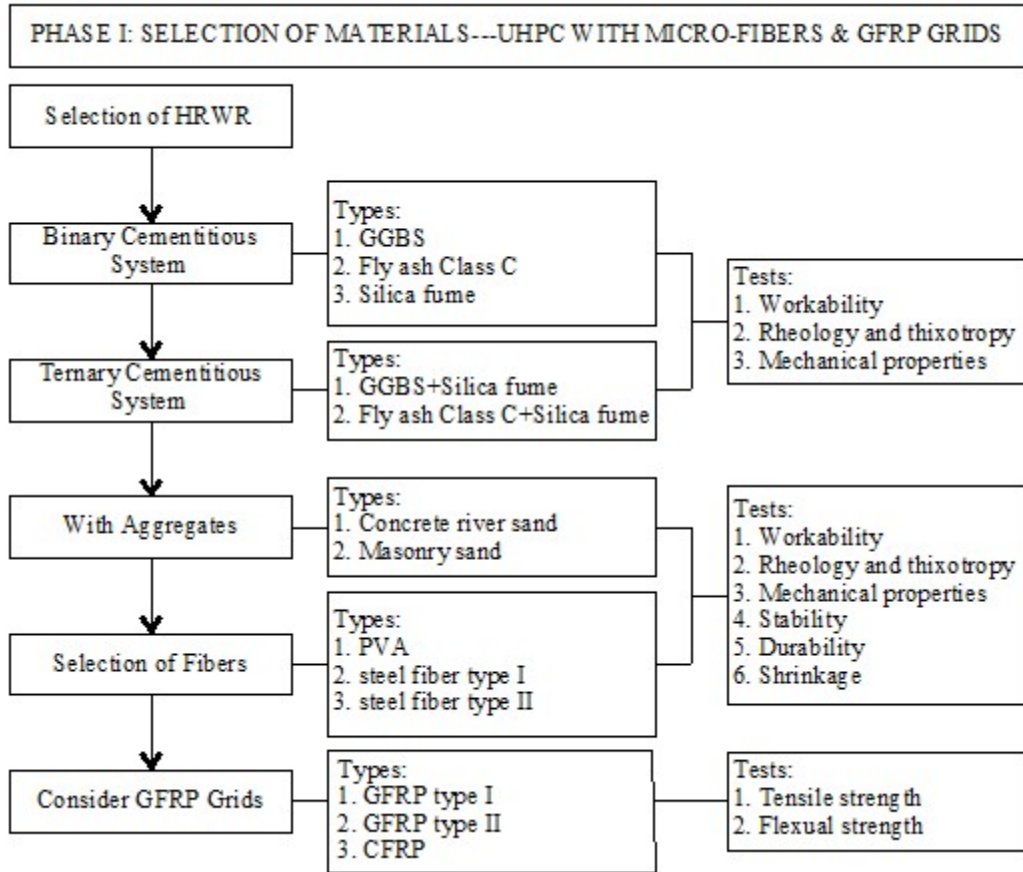 PHASE I: SELECTION OF MATERIALS---UHPC WITH MICRO-FIBERS & GFRP GRIDS
Selection of HRWR
Binary Cementitious
System
Types:
1. GGBS
2. Fly ash Class C
3. Silica fume
Tests:
1. Workability
2. Rheology and thixotropy
3. Mechanical properties
Ternary Cementitious
System
Types:
1. GGBS+Silica fume
2. Fly ash Class C+Silica fume
With Aggregates
Types:
1. Concrete river sand
2. Masonry sand
Tests:
1. Workability
2. Rheology and thixotropy
3. Mechanical properties
4. Stability
5. Durability
6. Shrinkage
Selection of Fibers
Types:
1. PVA
2. steel fiber type I
3. steel fiber type II
Consider GFRP Grids
Types:
1. GFRP type I
2. GFRP type II
3. CFRP
Tests:
1. Tensile strength
2. Flexual strength